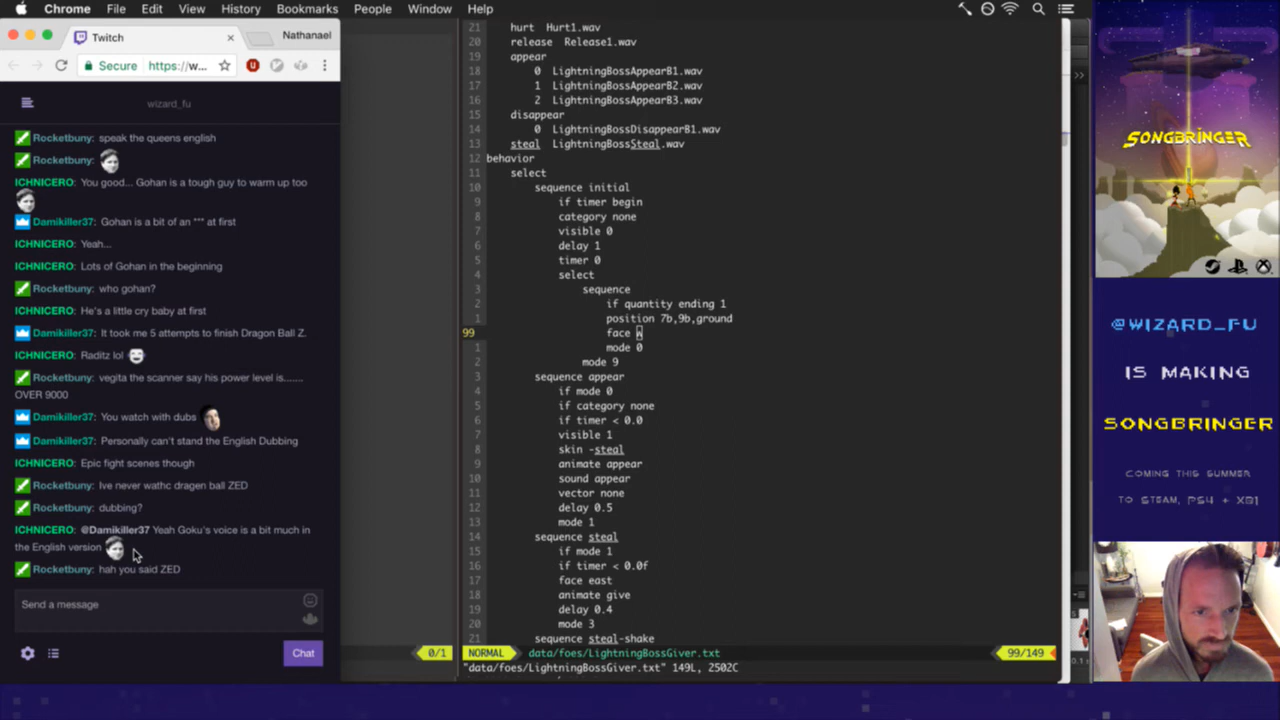 Chrome File Edit View History Bookmarks People Window Help
Twitch
Nathanael
Secure https://w...
wizard_fu
Rocketbuny: speak the queens english
Rocketbuny:
ICHNICERO: You good... Gohan is a tough guy to warm up too
Damikiller37: Gohan is a bit of an *** at first
ICHNICERO: Yeah...
ICHNICERO: Lots of Gohan in the beginning
Rocketbuny: who gohan?
ICHNICERO: He's a little cry baby at first
Damikiller37: It took me 5 attempts to finish Dragon Ball Z.
ICHNICERO: Raditz lol
Rocketbuny: vegita the scanner say his power level is.......
OVER 9000
Damikiller37: You watch with dubs
Damikiller37: Personally can't stand the English Dubbing
ICHNICERO: Epic fight scenes though
Rocketbuny: Ive never wathc dragen ball ZED
Rocketbuny: dubbing?
ICHNICERO: @Damikiller37 Yeah Goku's voice is a bit much in
the English version
Rocketbuny: hah you said ZED
Send a message
Chat
0/1
21 hurt Hurt1.wav
20 release Release1.wav
19 appear
18 0 LightningBossAppearB1.wav
17 1 LightningBossAppearB2.wav
16 2 LightningBossAppearB3.wav
15 disappear
14 0 LightningBossDisappearB1.wav
13 steal LightningBossSteal.wav
12 behavior
11 select
10 sequence initial
9 if timer begin
8 category none
7 visible 0
6 delay 1
5 timer 0
4 select
3 sequence
2 if quantity ending 1
1 position 7b,9b,ground
99 face w
1 mode 0
2 mode 9
3 sequence appear
4 if mode 0
5 if category none
6 if timer < 0.0
7 visible 1
8 skin -steal
9 animate appear
10 sound appear
11 vector none
12 delay 0.5
13 mode 1
14 sequence steal
15 if mode 1
16 if timer < 0.0f
17 face east
18 animate give
19 delay 0.4
20 mode 3
21 sequence steal-shake
NORMAL data/foes/LightningBossGiver.txt 99/149
"data/foes/LightningBossGiver.txt" 149L, 2502C
SONGBRINGER
@WIZARD_FU
IS MAKING
SONGBRINGER
COMING THIS SUMMER
TO STEAM, PS4 + XB1